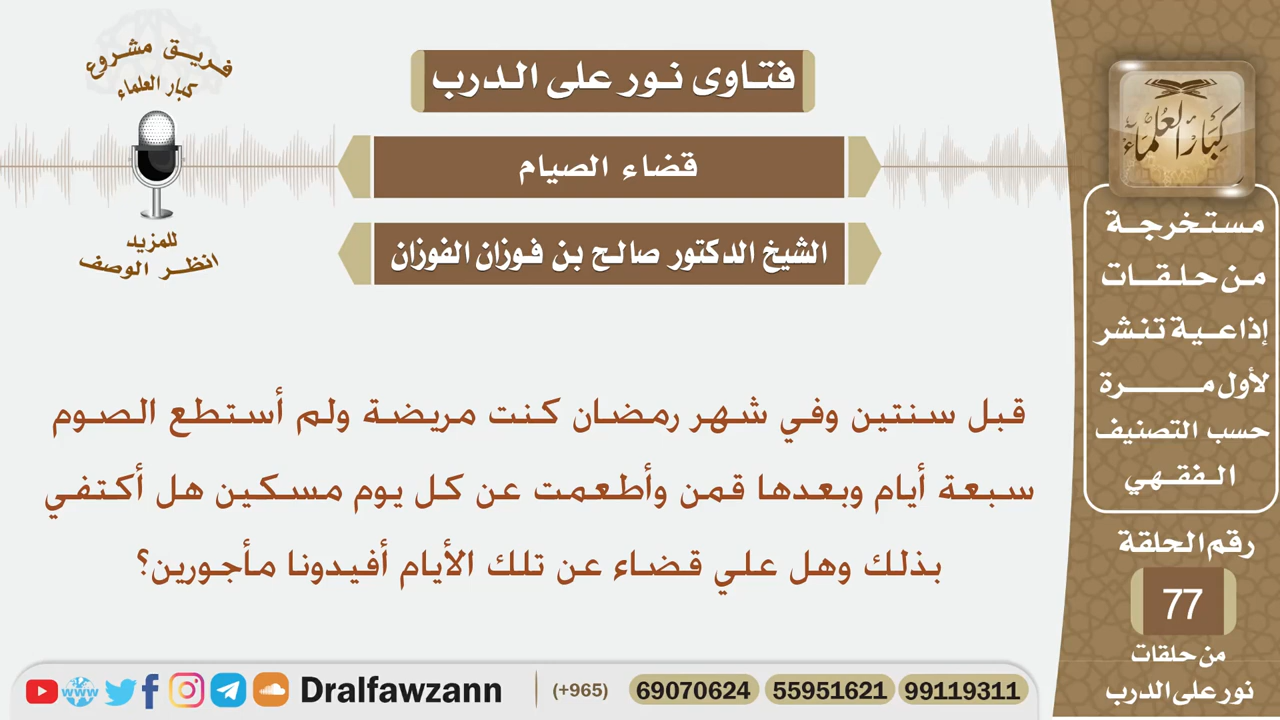 فريق مشروع
كبار العلماء
للمزيد
انظر الوصف
فتاوى نور على الدرب
قضاء الصيام
الشيخ الدكتور صالح بن فوزان الفوزان
قبل سنتين وفي شهر رمضان كنت مريضة ولم أستطع الصوم
سبعة أيام وبعدها قمن وأطعمت عن كل يوم مسكين هل أكتفي
بذلك وهل علي قضاء عن تلك الأيام أفيدونا مأجورين؟
كبار العلماء
مستخرجة
من حلقات
إذاعية تنشر
لأول مرة
حسب التصنيف
الفقهي
رقم الحلقة
77
من حلقات
نور على الدرب
www Dralfawzann (+965) 69070624 55951621 99119311